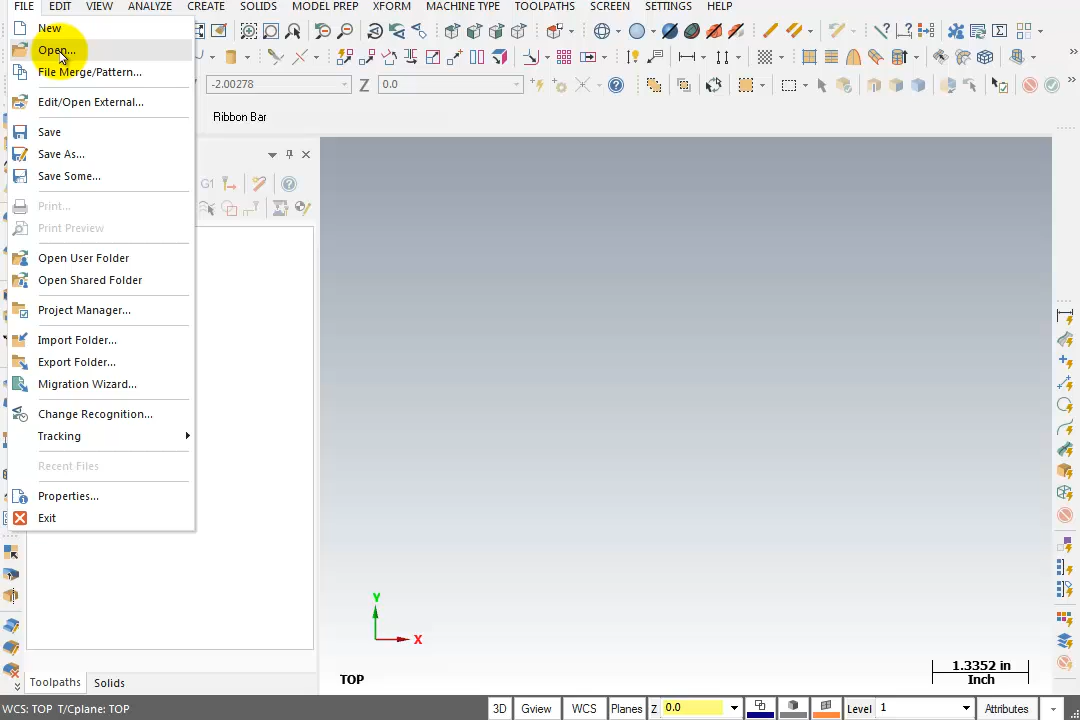 FILE EDIT VIEW ANALYZE CREATE SOLIDS MODEL PREP XFORM MACHINE TYPE TOOLPATHS SCREEN SETTINGS HELP
New
Open...
File Merge/Pattern...
-2.00278 Z 0.0
Edit/Open External...
Ribbon Bar
Save
Save As...
Save Some...
G1
Print...
Print Preview
Open User Folder
Open Shared Folder
Project Manager...
Import Folder...
Export Folder...
Migration Wizard...
Change Recognition...
Tracking
Recent Files
Properties...
Exit
Y
X
TOP
1.3352 in
Inch
Toolpaths Solids
WCS: TOP T/Cplane: TOP 3D Gview WCS Planes Z 0.0 Level 1 Attributes